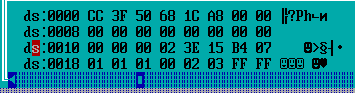 ds:0000 CC 3F 50 68 1C A8 00 00 ╠?Ph∟и
ds:0008 00 00 00 00 00 00 00 00
ds:0010 00 00 00 02 3E 15 B4 07 ☻>§┤•
ds:0018 01 01 01 00 02 03 FF FF ☺☺☺ ☻♥